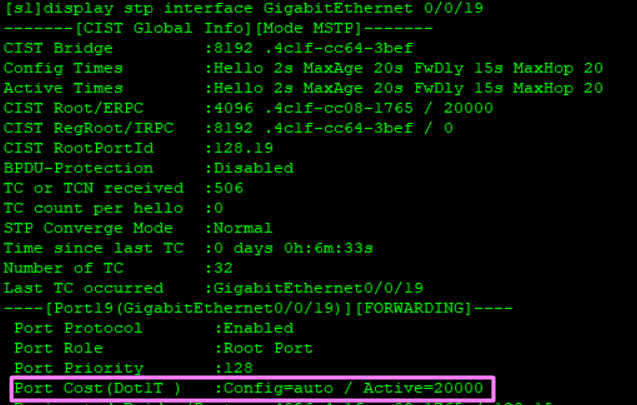 [sl]display stp interface GigabitEthernet 0/0/19
-------[CIST Global Info][Mode MSTP]-------
CIST Bridge :8192 .4c1f-cc64-3bef
Config Times :Hello 2s MaxAge 20s FwDly 15s MaxHop 20
Active Times :Hello 2s MaxAge 20s FwDly 15s MaxHop 20
CIST Root/ERPC :4096 .4c1f-cc08-1765 / 20000
CIST RegRoot/IRPC :8192 .4c1f-cc64-3bef / 0
CIST RootPortId :128.19
BPDU-Protection :Disabled
TC or TCN received :506
TC count per hello :0
STP Converge Mode :Normal
Time since last TC :0 days 0h:6m:33s
Number of TC :32
Last TC occurred :GigabitEthernet0/0/19
----[Port19(GigabitEthernet0/0/19)][FORWARDING]----
Port Protocol :Enabled
Port Role :Root Port
Port Priority :128
Port Cost(Dot1T ) :Config=auto / Active=20000